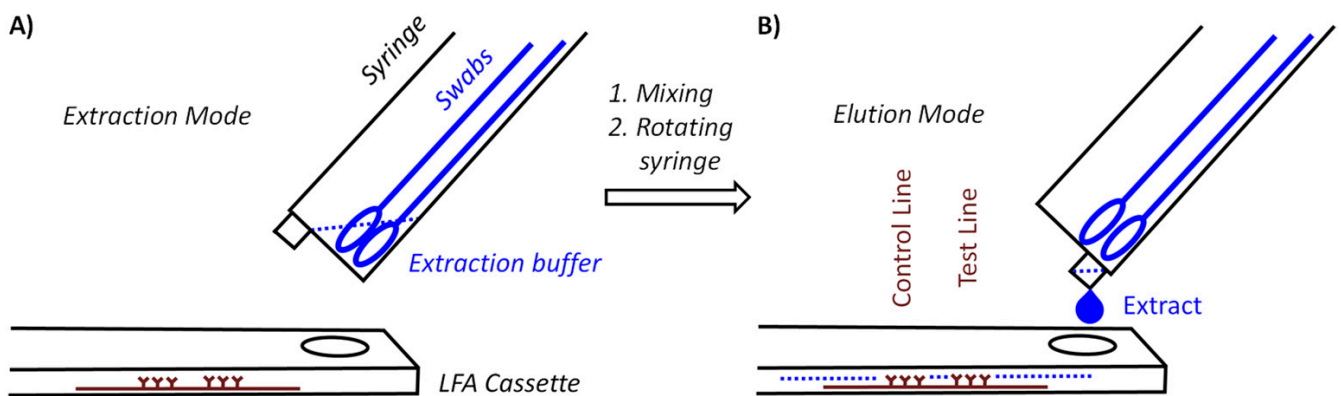 A)
Syringe
Swabs
Extraction Mode
Extraction buffer
LFA Cassette
1. Mixing
2. Rotating
syringe
B)
Elution Mode
Control Line
Test Line
Extract